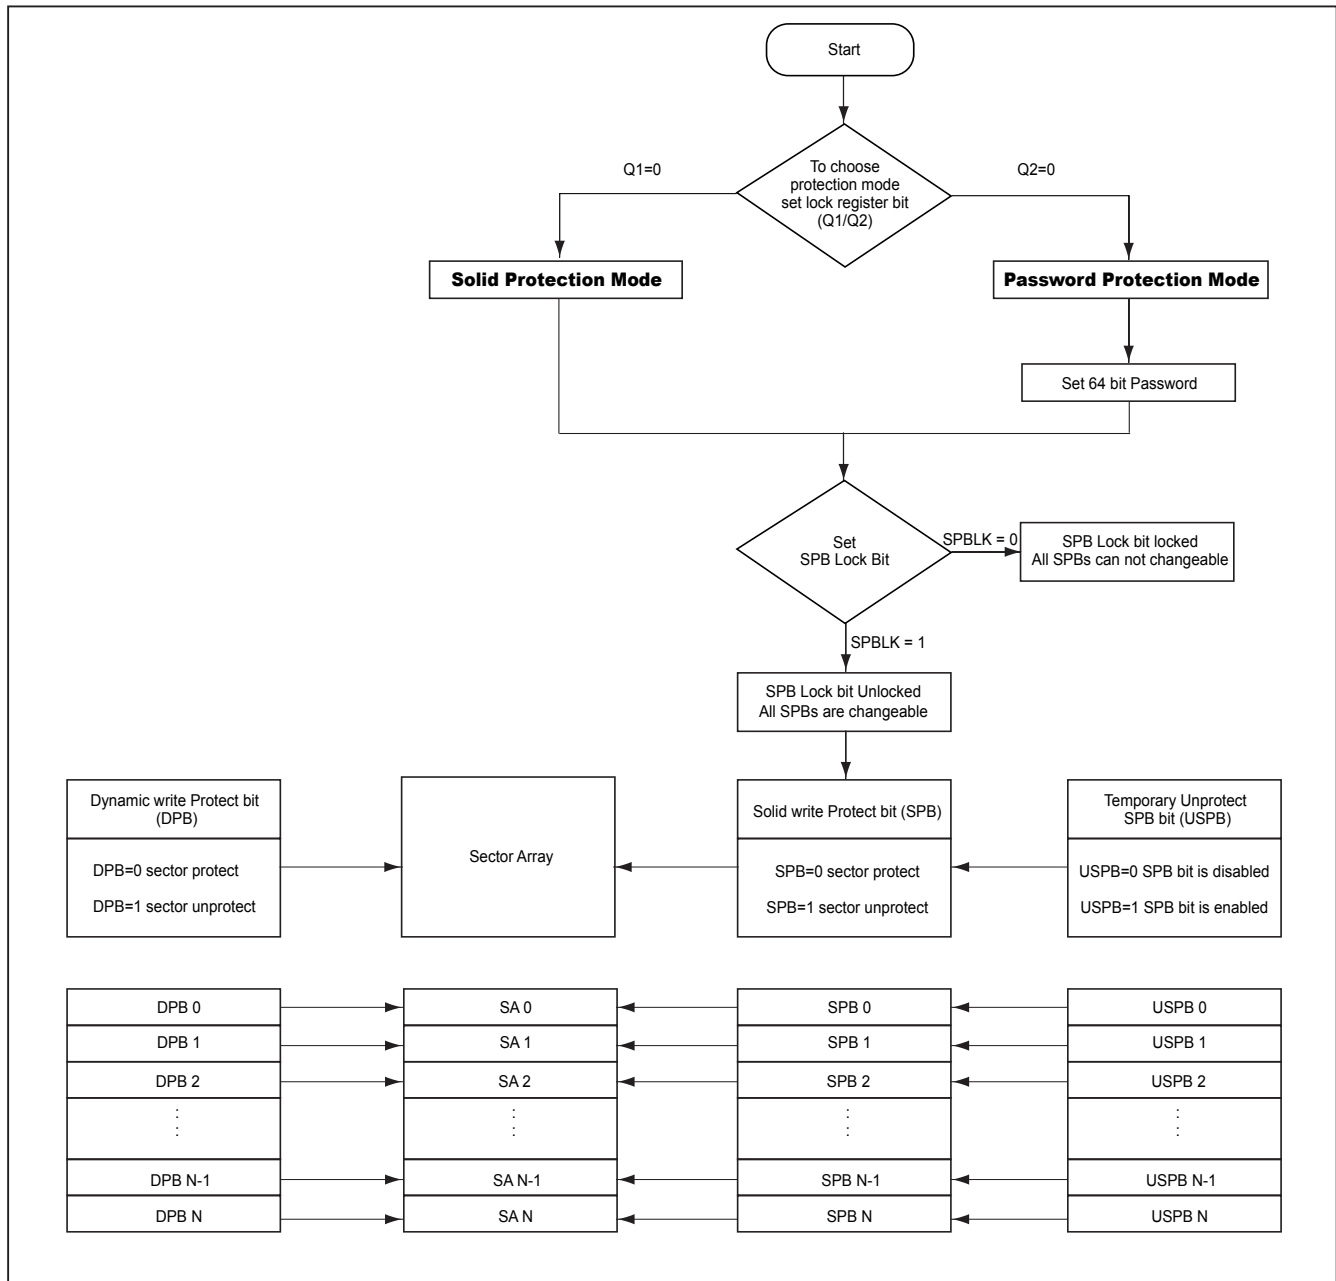 Start
To choose
protection mode
set lock register bit
(Q1/Q2)
Q1=0
Q2=0
Solid Protection Mode
Password Protection Mode
Set 64 bit Password
Set
SPB Lock Bit
SPBLK = 0
SPB Lock bit locked
All SPBs can not changeable
SPBLK = 1
SPB Lock bit Unlocked
All SPBs are changeable
Dynamic write Protect bit
(DPB)
DPB=0 sector protect
DPB=1 sector unprotect
Sector Array
Solid write Protect bit (SPB)
SPB=0 sector protect
SPB=1 sector unprotect
Temporary Unprotect
SPB bit (USPB)
USPB=0 SPB bit is disabled
USPB=1 SPB bit is enabled
DPB 0 SA 0 SPB 0 USPB 0
DPB 1 SA 1 SPB 1 USPB 1
DPB 2 SA 2 SPB 2 USPB 2
DPB N-1 SA N-1 SPB N-1 USPB N-1
DPB N SA N SPB N USPB N